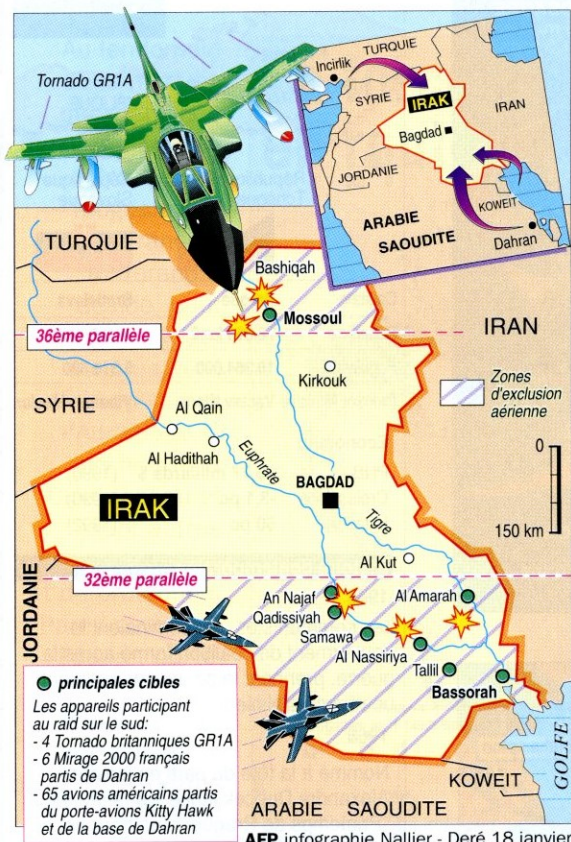 Tornado GR1A
TURQUIE
Incirlik
SYRIE
IRAK
IRAN
Bagdad
JORDANIE
KOWEIT
ARABIE
SAOUDITE
Dahran
TURQUIE
Bashiqah
Mossoul
36ème parallèle
IRAN
Kirkouk
Zones
d'exclusion
aérienne
SYRIE
Al Qain
Al Hadithah
Euphrate
0
150 km
BAGDAD
IRAK
Tigre
Al Kut
32ème parallèle
JORDANIE
An Najaf
Al Amarah
Qadissiyah
Samawa
Al Nassiriya
Tallil
Bassorah
principales cibles
Les appareils participant
au raid sur le sud:
- 4 Tornado britanniques GR1A
- 6 Mirage 2000 français
partis de Dahran
- 65 avions américains partis
du porte-avions Kitty Hawk
et de la base de Dahran
KOWEIT
GOLFE
ARABIE SAOUDITE
AFP infographie Nallier - Deré 18 janvier